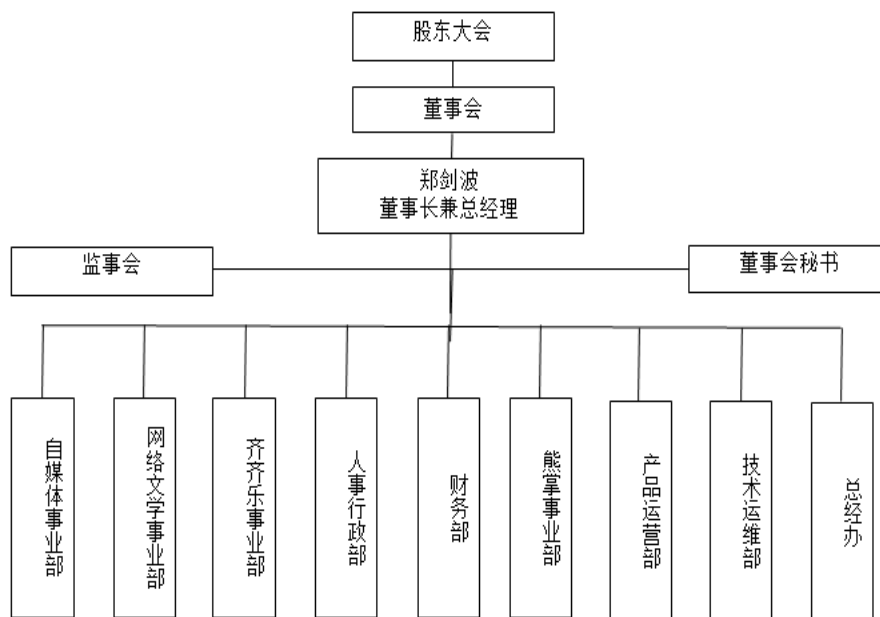 股东大会
董事会
郑剑波
董事长兼总经理
监事会
董事会秘书
自媒体事业部
网络文学事业部
齐齐乐事业部
人事行政部
财务部
熊掌事业部
产品运营部
技术运维部
总经办